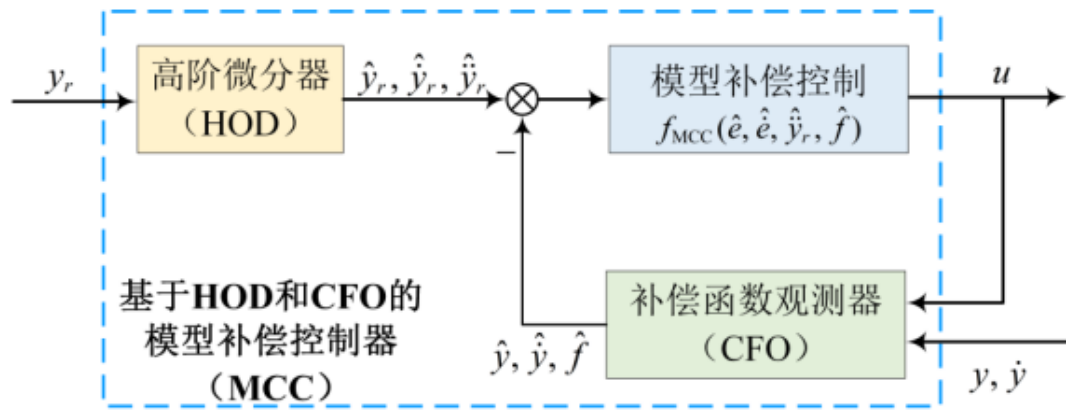 y_r
高阶微分器
（HOD）
ŷ_r, ŷ̇_r, ŷ̈_r
模型补偿控制
f_MCC(ê, ê̇, ŷ̈_r, f̂)
u
−
基于HOD和CFO的
模型补偿控制器
（MCC）
ŷ, ŷ̇, f̂
补偿函数观测器
（CFO）
y, ẏ